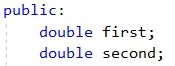 public:
    double first;
    double second;